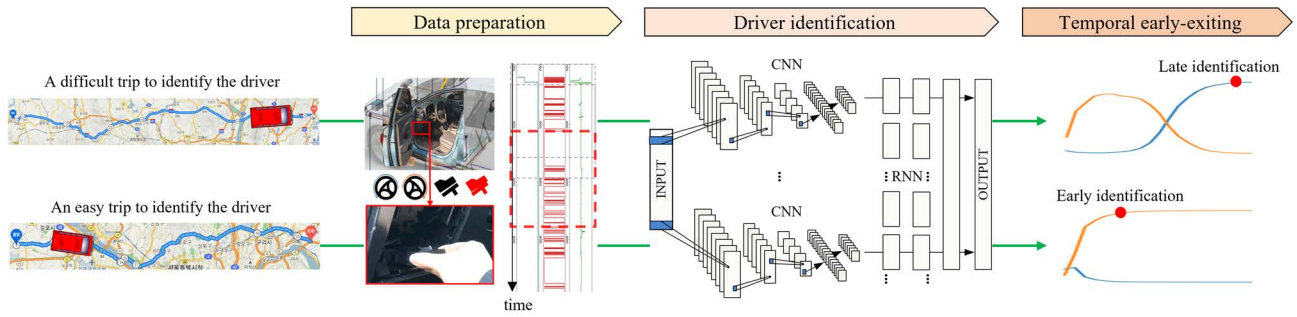 Data preparation
Driver identification
Temporal early-exiting
A difficult trip to identify the driver
An easy trip to identify the driver
time
INPUT
CNN
RNN
CNN
OUTPUT
Late identification
Early identification